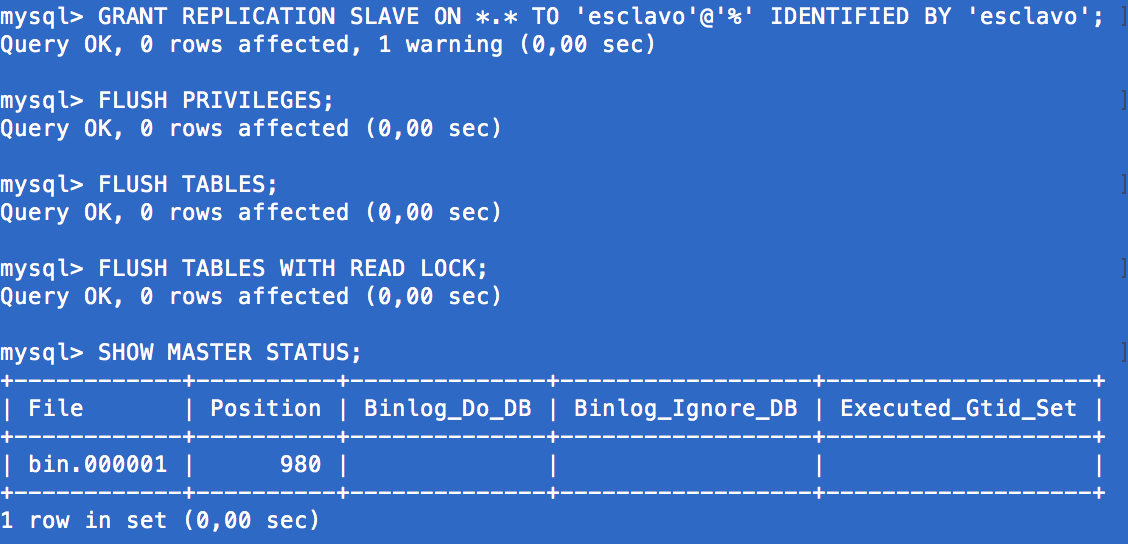 mysql> GRANT REPLICATION SLAVE ON *.* TO 'esclavo'@'%' IDENTIFIED BY 'esclavo'; ]
Query OK, 0 rows affected, 1 warning (0,00 sec)
mysql> FLUSH PRIVILEGES; ]
Query OK, 0 rows affected (0,00 sec)
mysql> FLUSH TABLES; ]
Query OK, 0 rows affected (0,00 sec)
mysql> FLUSH TABLES WITH READ LOCK; ]
Query OK, 0 rows affected (0,00 sec)
mysql> SHOW MASTER STATUS; ]
+------------+----------+--------------+------------------+-------------------+
| File       | Position | Binlog_Do_DB | Binlog_Ignore_DB | Executed_Gtid_Set |
+------------+----------+--------------+------------------+-------------------+
| bin.000001 |      980 |              |                  |                   |
+------------+----------+--------------+------------------+-------------------+
1 row in set (0,00 sec)